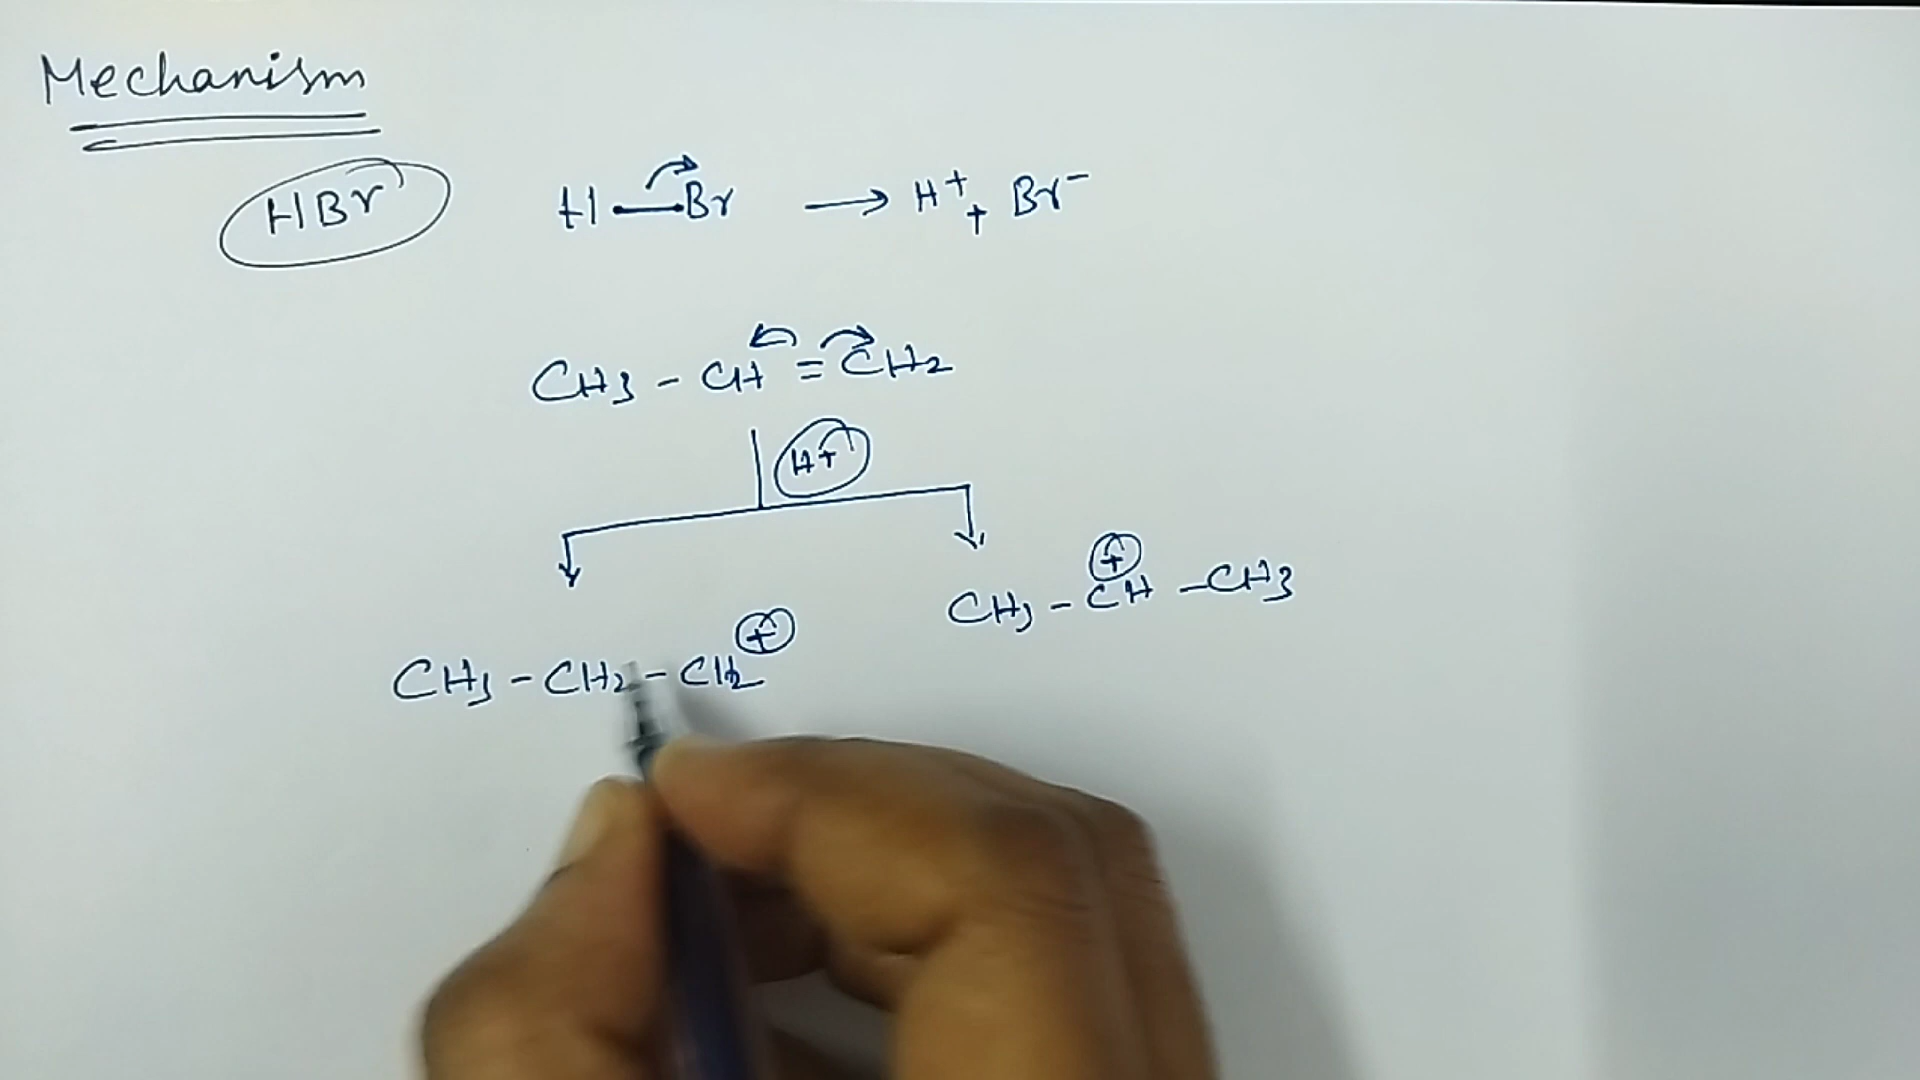 Mechanism
HBr H—Br → H⁺ + Br⁻
CH3 - CH = CH2
H+
CH3 - CH - CH3
+
CH3 - CH2 - CH2
+